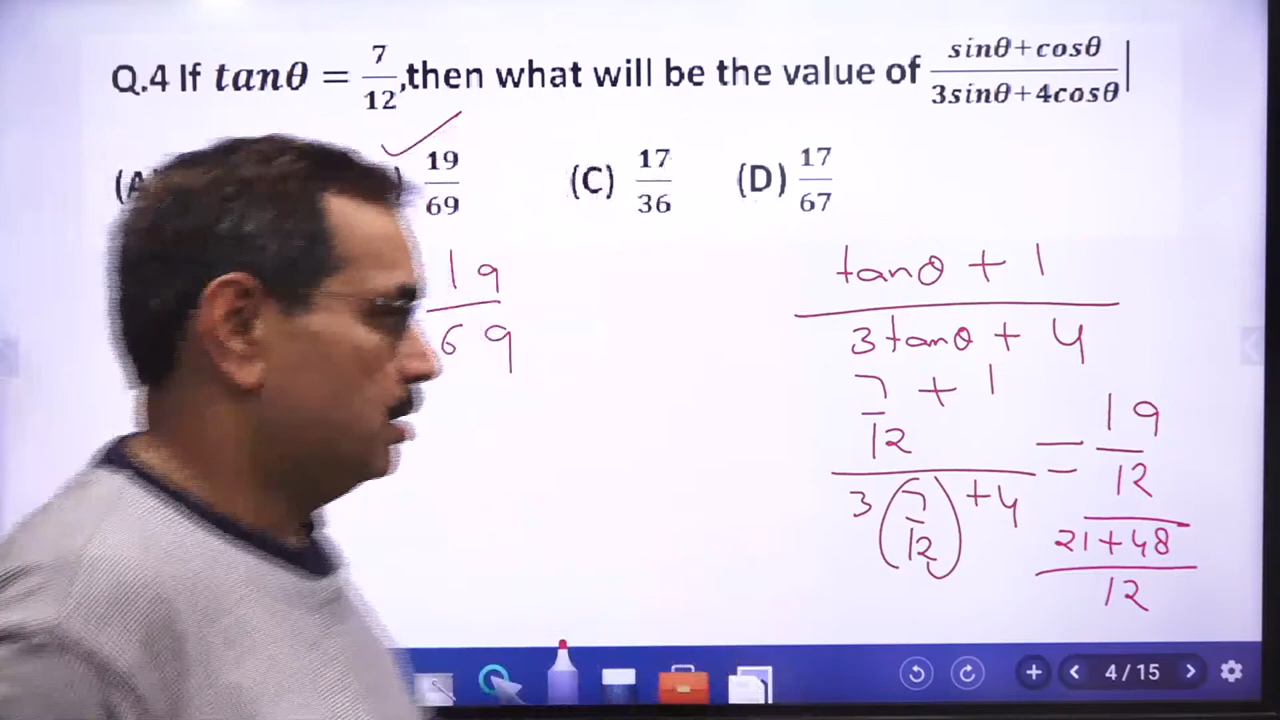 Q.4 If tanθ = 7/12,then what will be the value of (sinθ+cosθ)/(3sinθ+4cosθ)|
(A ) 19/69 (C) 17/36 (D) 17/67
19/69
tanθ + 1
3tanθ + 4
7/12 + 1
3(7/12) +4
= 19/12
21+48
12
4 / 15